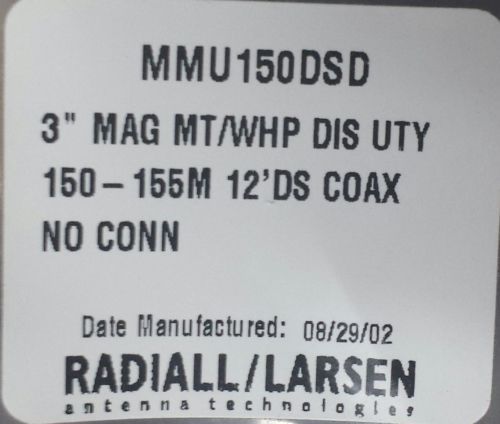 MMU150DSD
3" MAG MT/WHP DIS UTY
150-155M 12'DS COAX
NO CONN
Date Manufactured: 08/29/02
RADIALL/LARSEN
antenna technologies